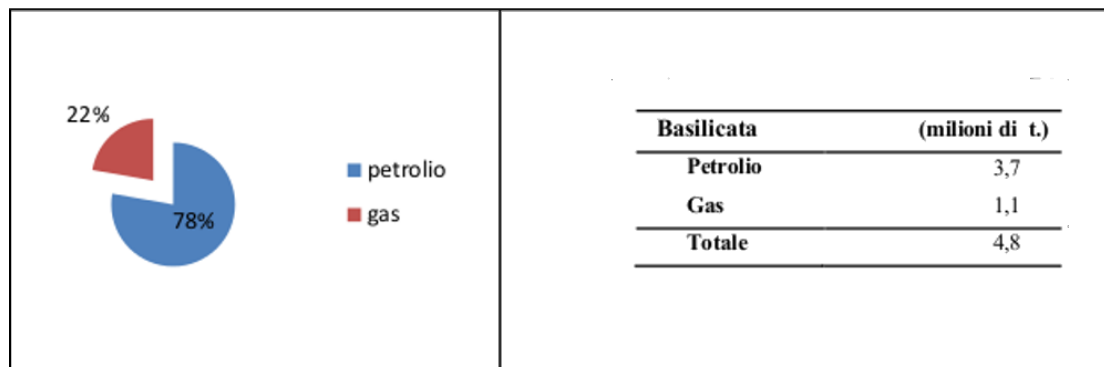 22%
78%
petrolio
gas
Basilicata (milioni di t.)
Petrolio 3,7
Gas 1,1
Totale 4,8